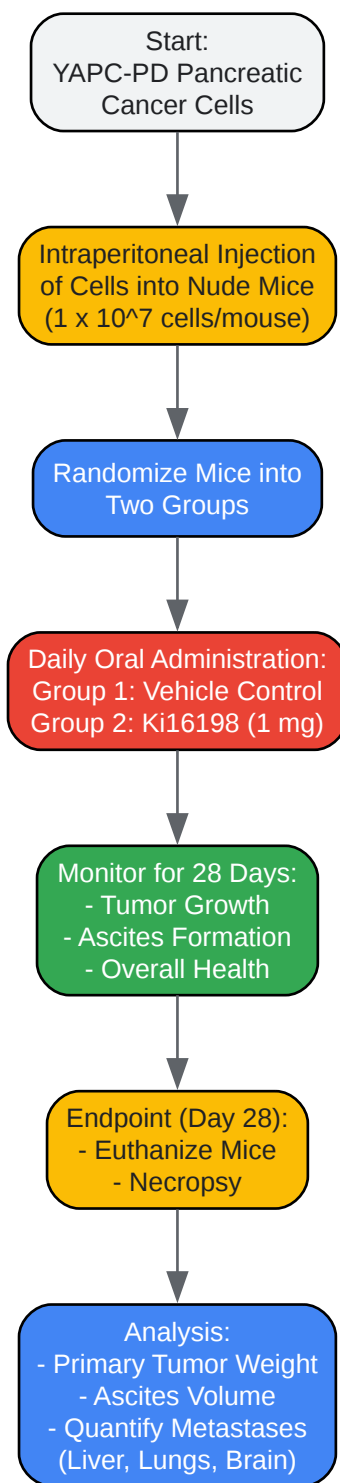 Start:
YAPC-PD Pancreatic
Cancer Cells
Intraperitoneal Injection
of Cells into Nude Mice
(1 x 10^7 cells/mouse)
Randomize Mice into
Two Groups
Daily Oral Administration:
Group 1: Vehicle Control
Group 2: Ki16198 (1 mg)
Monitor for 28 Days:
- Tumor Growth
- Ascites Formation
- Overall Health
Endpoint (Day 28):
- Euthanize Mice
- Necropsy
Analysis:
- Primary Tumor Weight
- Ascites Volume
- Quantify Metastases
(Liver, Lungs, Brain)